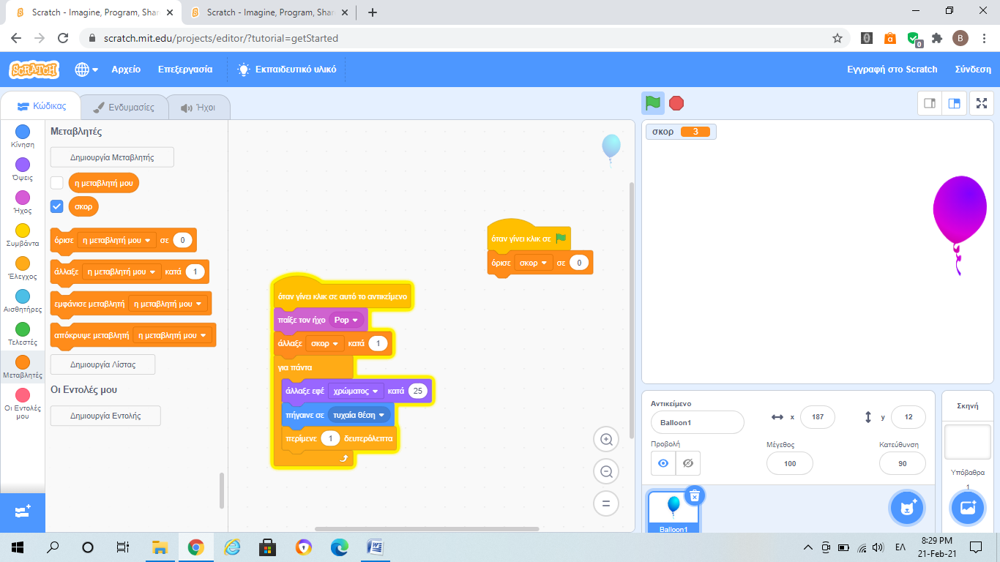 Scratch - Imagine, Program, Shar
Scratch - Imagine, Program, Shar
scratch.mit.edu/projects/editor/?tutorial=getStarted
0
B
SCRATCH
Αρχείο
Επεξεργασία
Εκπαιδευτικό υλικό
Εγγραφή στο Scratch
Σύνδεση
Κώδικας
Ενδυμασίες
Ήχοι
Κίνηση
Όψεις
Ήχος
Συμβάντα
Έλεγχος
Αισθητήρες
Τελεστές
Μεταβλητές
Οι Εντολές μου
Μεταβλητές
Δημιουργία Μεταβλητής
η μεταβλητή μου
σκορ
όρισε η μεταβλητή μου σε 0
άλλαξε η μεταβλητή μου κατά 1
εμφάνισε μεταβλητή η μεταβλητή μου
απόκρυψε μεταβλητή η μεταβλητή μου
Δημιουργία Λίστας
Οι Εντολές μου
Δημιουργία Εντολής
όταν γίνει κλικ σε
όρισε σκορ σε 0
όταν γίνει κλικ σε αυτό το αντικείμενο
παίξε τον ήχο Pop
άλλαξε σκορ κατά 1
για πάντα
άλλαξε εφέ χρώματος κατά 25
πήγαινε σε τυχαία θέση
περίμενε 1 δευτερόλεπτα
σκορ 3
Αντικείμενο
Balloon1
x 187
y 12
Προβολή
Μέγεθος
100
Κατεύθυνση
90
Balloon1
Σκηνή
Υπόβαθρα
1
ΕΛ
8:29 PM
21-Feb-21